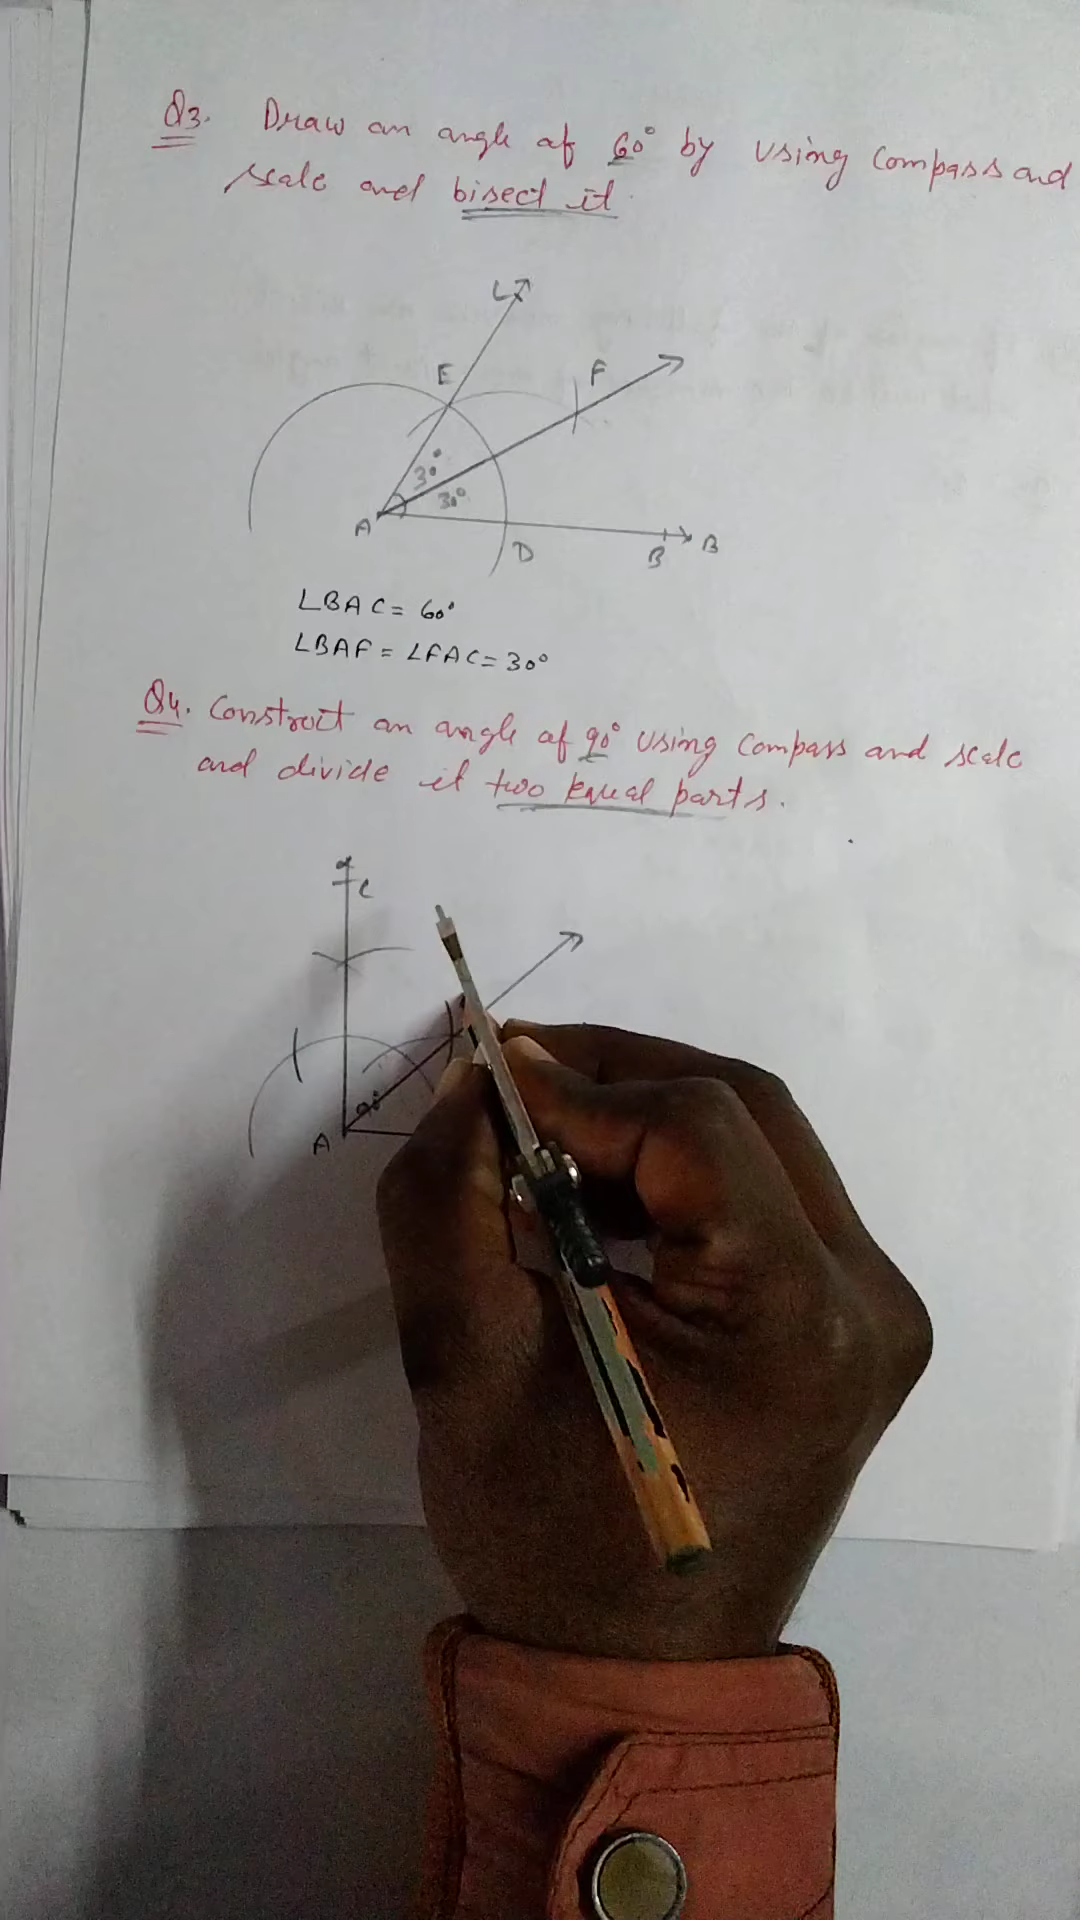 Q3. Draw an angle of 60° by using compass and
scale and bisect it.
C
E
F
30°
30°
A
D
B
B
∠BAC = 60°
∠BAF = ∠FAC = 30°
Q4. Construct an angle of 90° using compass and scale
and divide it two equal parts.
C
90°
A